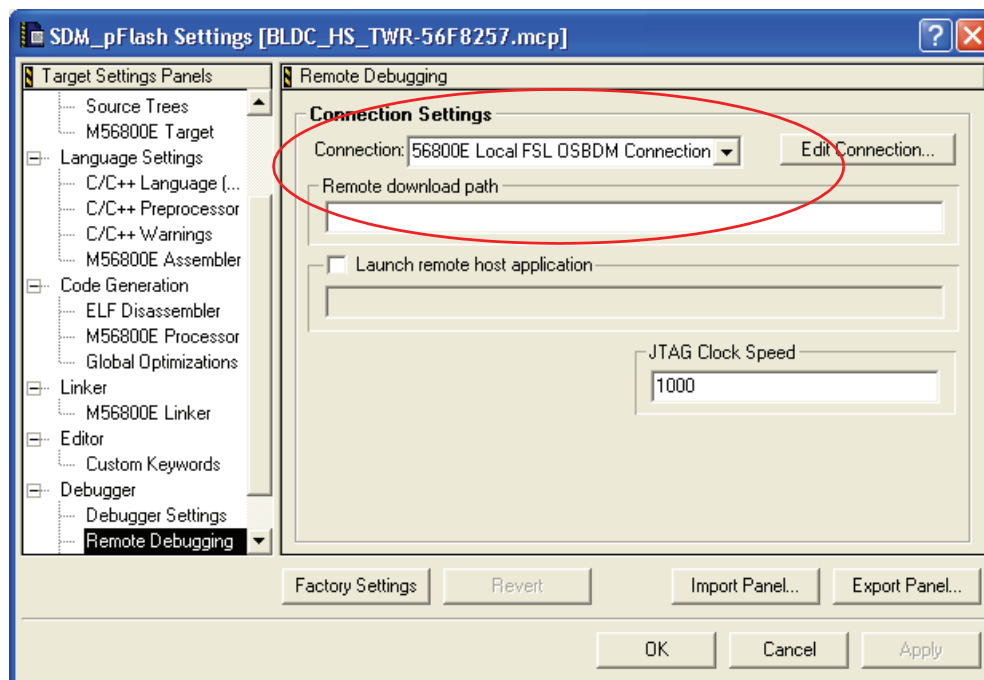 SDM_pFlash Settings [BLDC_HS_TWR-56F8257.mcp]
Target Settings Panels
Source Trees
M56800E Target
Language Settings
C/C++ Language (...
C/C++ Preprocessor
C/C++ Warnings
M56800E Assembler
Code Generation
ELF Disassembler
M56800E Processor
Global Optimizations
Linker
M56800E Linker
Editor
Custom Keywords
Debugger
Debugger Settings
Remote Debugging
Remote Debugging
Connection Settings
Connection: 56800E Local FSL OSBDM Connection Edit Connection...
Remote download path
Launch remote host application
JTAG Clock Speed
1000
Factory Settings Revert Import Panel... Export Panel...
OK Cancel Apply